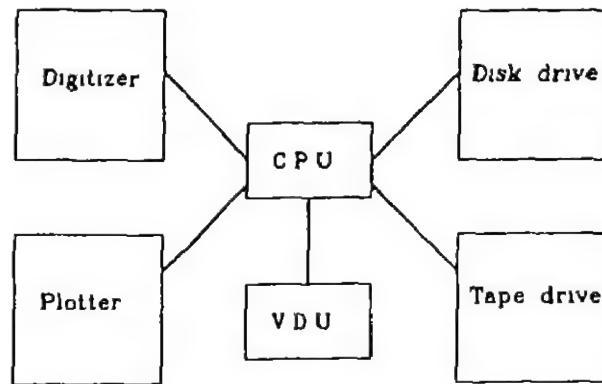 Digitizer
Disk drive
CPU
Plotter
VDU
Tape drive